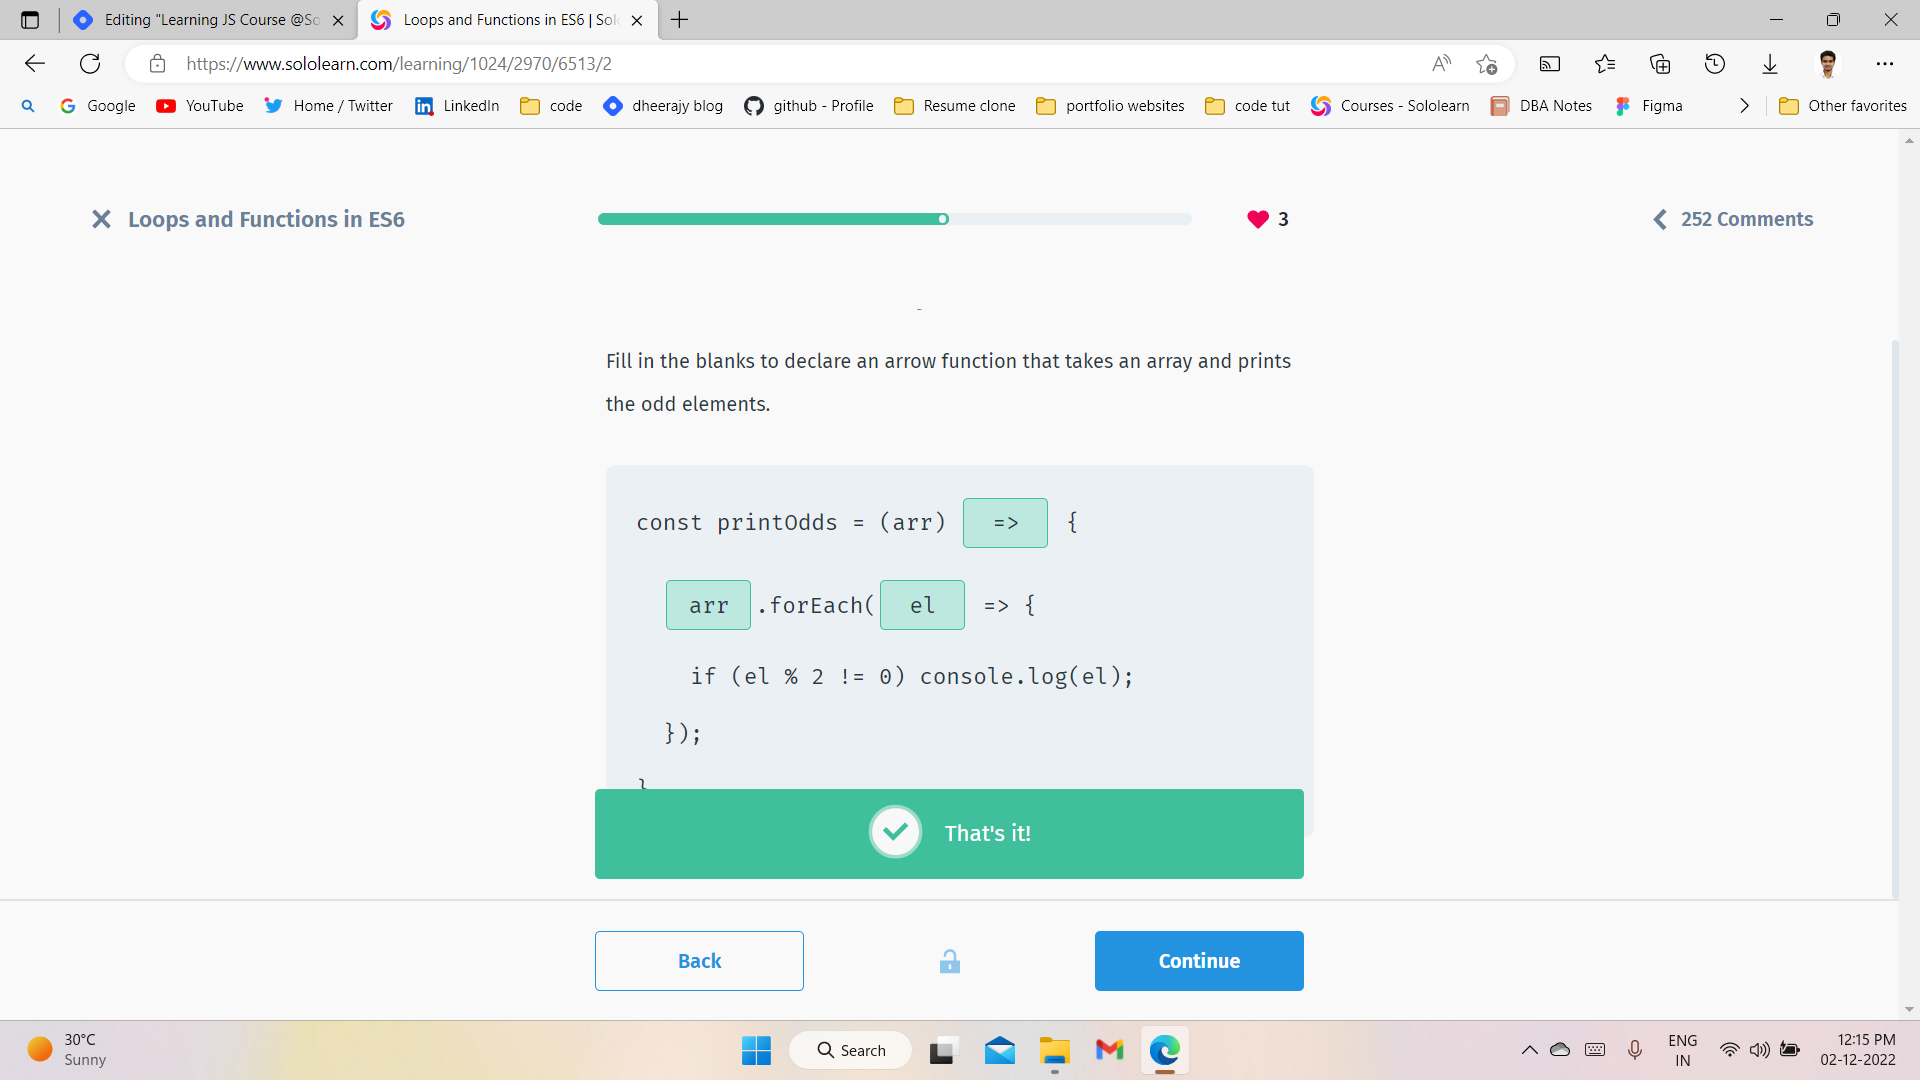 Editing "Learning JS Course @So
Loops and Functions in ES6 | Solo
https://www.sololearn.com/learning/1024/2970/6513/2
Google YouTube Home / Twitter LinkedIn code dheerajy blog github - Profile Resume clone portfolio websites code tut Courses - Sololearn DBA Notes Figma Other favorites
Loops and Functions in ES6
3
252 Comments
Fill in the blanks to declare an arrow function that takes an array and prints
the odd elements.
const printOdds = (arr) => {
arr .forEach( el => {
if (el % 2 != 0) console.log(el);
});
}
That's it!
Back
Continue
30°C
Sunny
Search
ENG
IN
12:15 PM
02-12-2022